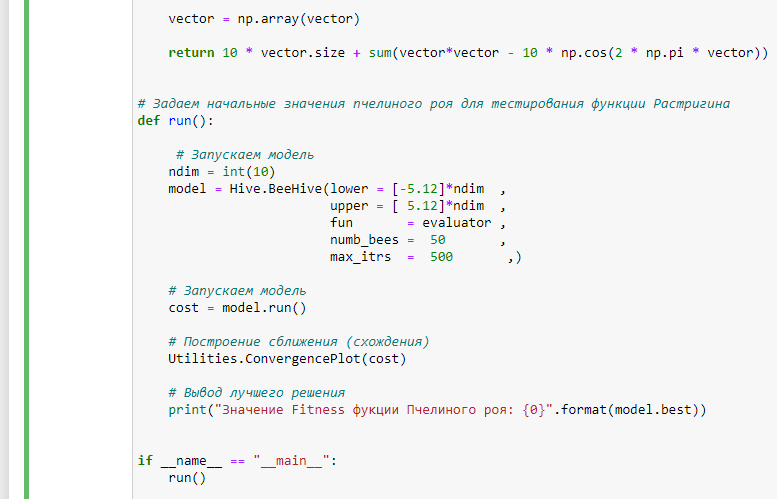 vector = np.array(vector)
return 10 * vector.size + sum(vector*vector - 10 * np.cos(2 * np.pi * vector))
# Задаем начальные значения пчелиного роя для тестирования функции Растригина
def run():
# Запускаем модель
ndim = int(10)
model = Hive.BeeHive(lower = [-5.12]*ndim  ,
upper = [ 5.12]*ndim  ,
fun       = evaluator ,
numb_bees =  50       ,
max_itrs  =  500       ,)
# Запускаем модель
cost = model.run()
# Построение сближения (схождения)
Utilities.ConvergencePlot(cost)
# Вывод лучшего решения
print("Значение Fitness фукции Пчелиного роя: {0}".format(model.best))
if __name__ == "__main__":
run()